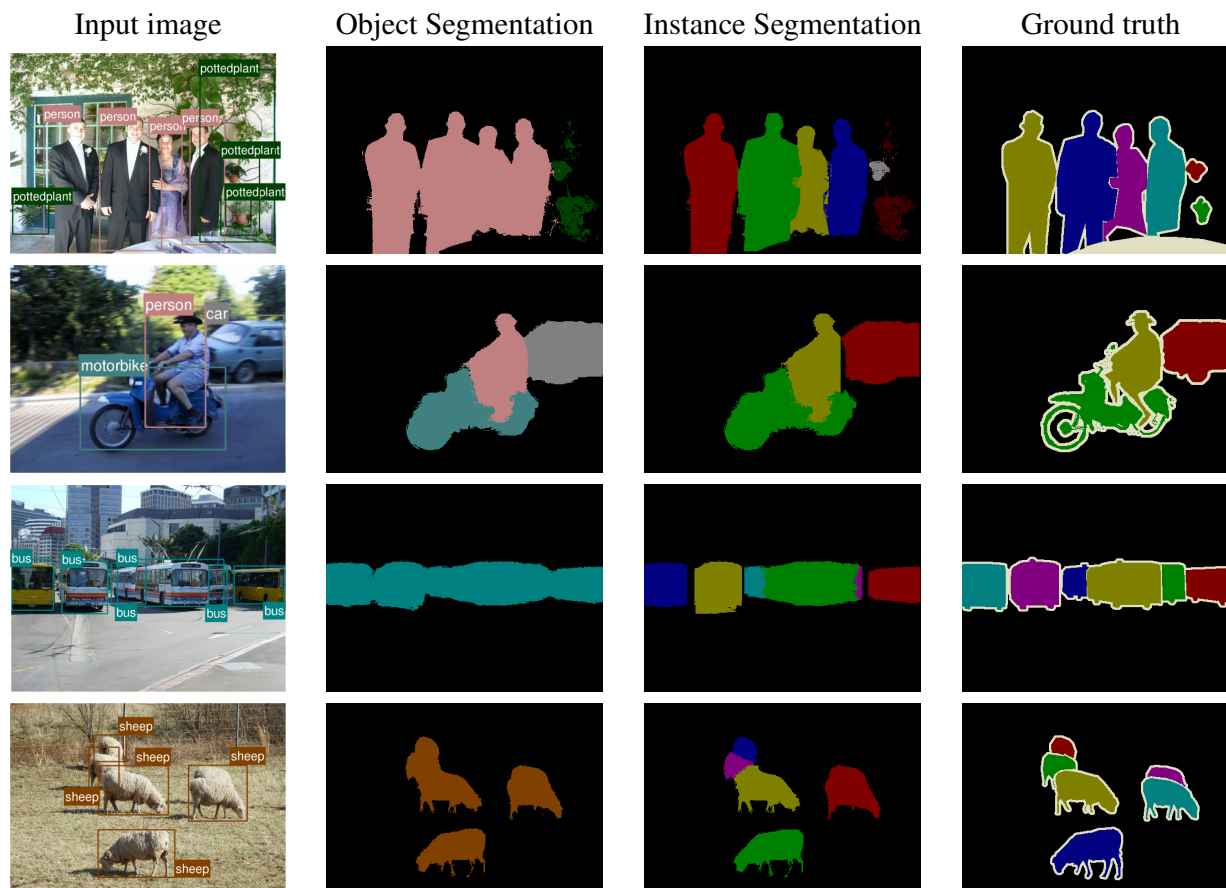 Input image
Object Segmentation
Instance Segmentation
Ground truth
pottedplant
person
person
person
person
pottedplant
pottedplant
pottedplant
person
car
motorbike
bus
bus
bus
bus
bus
sheep
sheep
sheep
sheep
sheep